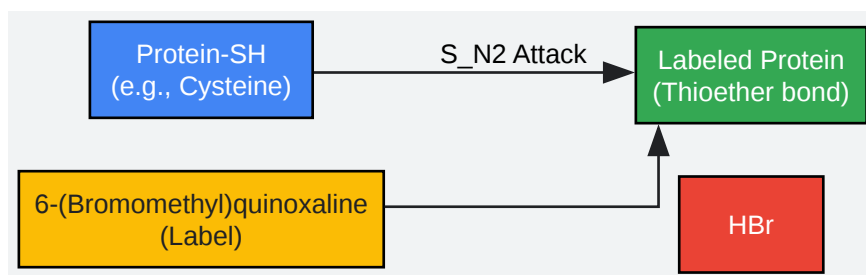 Protein-SH
(e.g., Cysteine)
S_N2 Attack
Labeled Protein
(Thioether bond)
6-(Bromomethyl)quinoxaline
(Label)
HBr